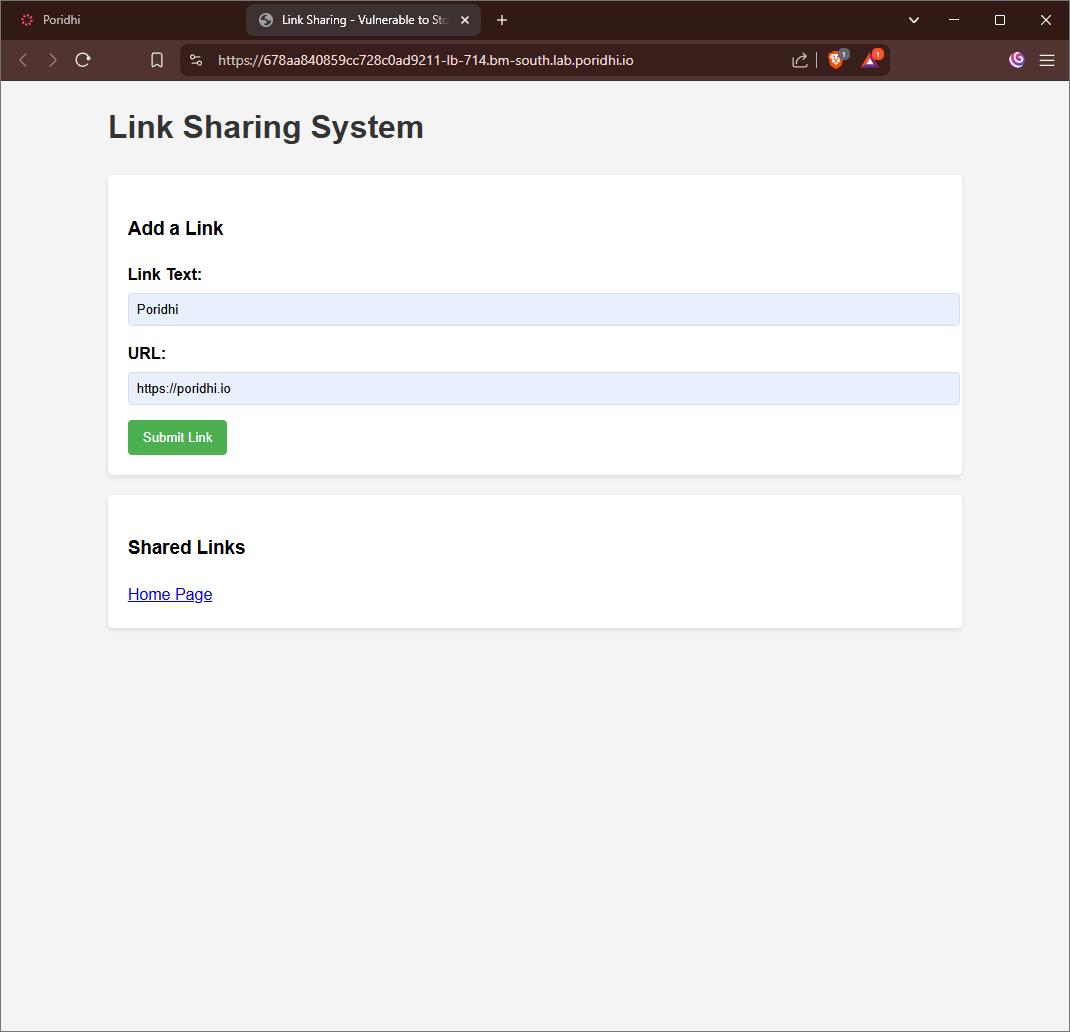 Poridhi
Link Sharing - Vulnerable to Sto
https://678aa840859cc728c0ad9211-lb-714.bm-south.lab.poridhi.io
1
1
Link Sharing System
Add a Link
Link Text:
Poridhi
URL:
https://poridhi.io
Submit Link
Shared Links
Home Page